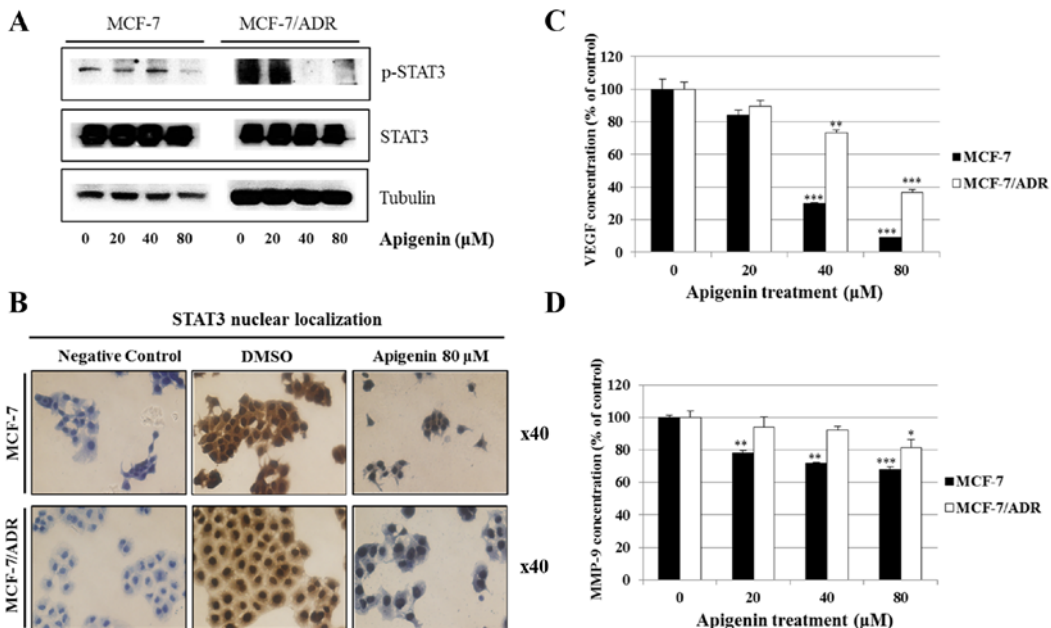 A
MCF-7 MCF-7/ADR
p-STAT3
STAT3
Tubulin
0 20 40 80 0 20 40 80 Apigenin (µM)
B
STAT3 nuclear localization
Negative Control DMSO Apigenin 80 µM
MCF-7
x40
MCF-7/ADR
x40
C
VEGF concentration (% of control)
120
100
80
60
40
20
0
** 
***
***
***
0 20 40 80
Apigenin treatment (µM)
MCF-7
MCF-7/ADR
D
MMP-9 concentration (% of control)
120
100
80
60
40
20
0
*
** ** ***
0 20 40 80
Apigenin treatment (µM)
MCF-7
MCF-7/ADR